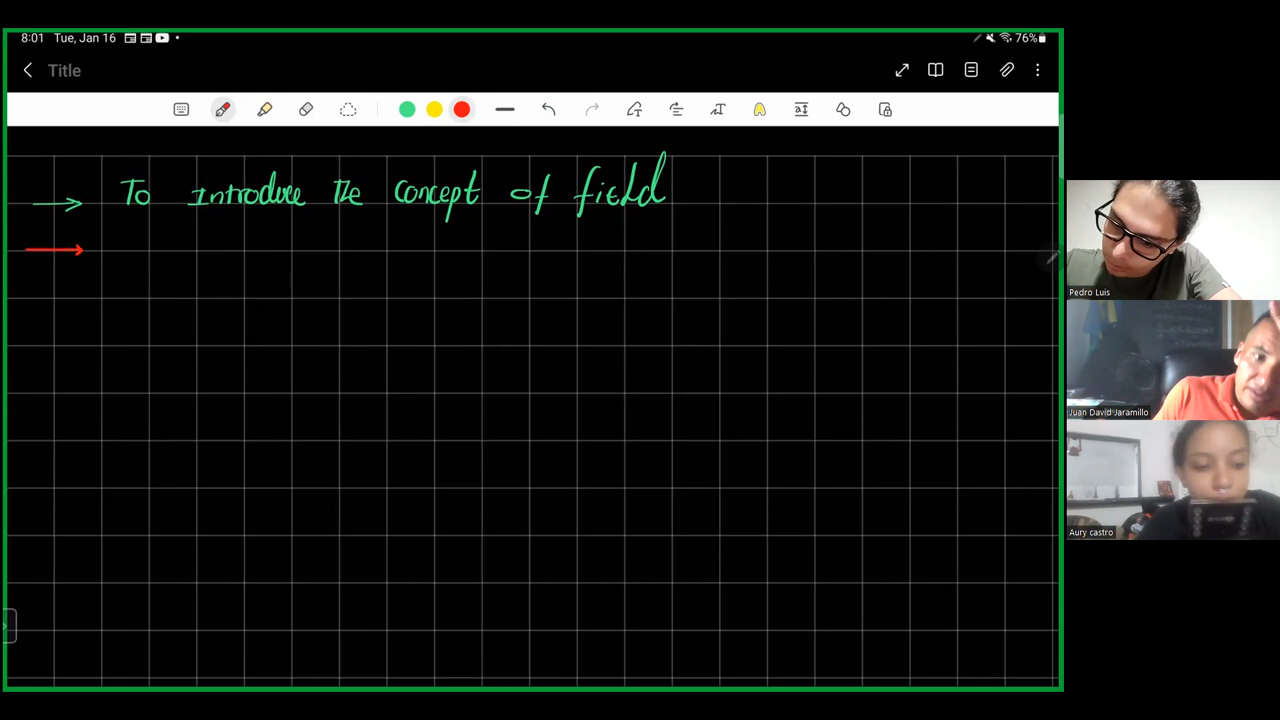 8:01 Tue, Jan 16 76%
Title
→ To introduce the concept of field
→
Pedro Luis
Juan David Jaramillo
Aury castro